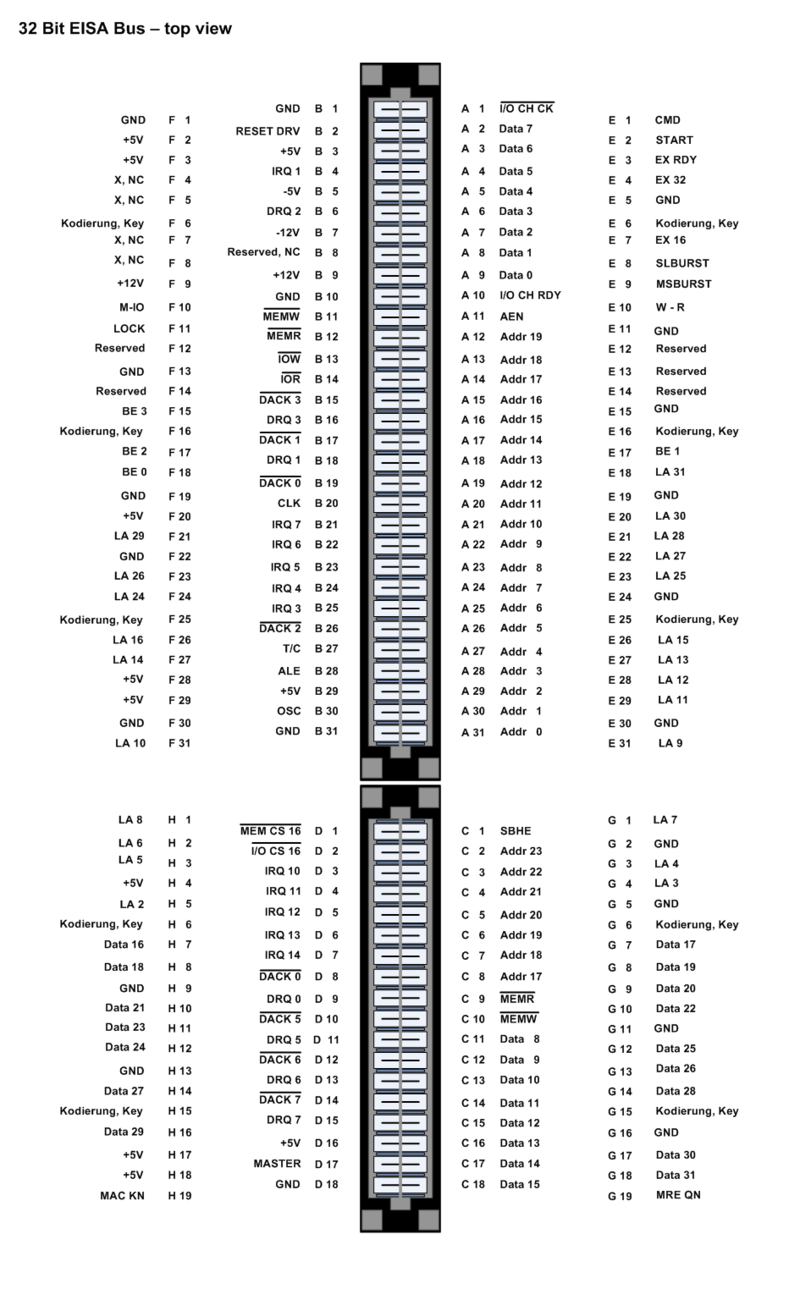 32 Bit EISA Bus – top view
GND B 1 A 1 I/O CH CK
GND F 1 E 1 CMD
RESET DRV B 2 A 2 Data 7
+5V F 2 E 2 START
+5V B 3 A 3 Data 6
+5V F 3 E 3 EX RDY
IRQ 1 B 4 A 4 Data 5
X, NC F 4 E 4 EX 32
-5V B 5 A 5 Data 4
X, NC F 5 E 5 GND
DRQ 2 B 6 A 6 Data 3
Kodierung, Key F 6 E 6 Kodierung, Key
-12V B 7 A 7 Data 2
X, NC F 7 E 7 EX 16
Reserved, NC B 8 A 8 Data 1
X, NC F 8 E 8 SLBURST
+12V B 9 A 9 Data 0
+12V F 9 E 9 MSBURST
GND B 10 A 10 I/O CH RDY
M-IO F 10 E 10 W - R
MEMW B 11 A 11 AEN
LOCK F 11 E 11 GND
MEMR B 12 A 12 Addr 19
Reserved F 12 E 12 Reserved
IOW B 13 A 13 Addr 18
GND F 13 E 13 Reserved
IOR B 14 A 14 Addr 17
Reserved F 14 E 14 Reserved
DACK 3 B 15 A 15 Addr 16
BE 3 F 15 E 15 GND
DRQ 3 B 16 A 16 Addr 15
Kodierung, Key F 16 E 16 Kodierung, Key
DACK 1 B 17 A 17 Addr 14
BE 2 F 17 E 17 BE 1
DRQ 1 B 18 A 18 Addr 13
BE 0 F 18 E 18 LA 31
DACK 0 B 19 A 19 Addr 12
GND F 19 E 19 GND
CLK B 20 A 20 Addr 11
+5V F 20 E 20 LA 30
IRQ 7 B 21 A 21 Addr 10
LA 29 F 21 E 21 LA 28
IRQ 6 B 22 A 22 Addr 9
GND F 22 E 22 LA 27
IRQ 5 B 23 A 23 Addr 8
LA 26 F 23 E 23 LA 25
IRQ 4 B 24 A 24 Addr 7
LA 24 F 24 E 24 GND
IRQ 3 B 25 A 25 Addr 6
Kodierung, Key F 25 E 25 Kodierung, Key
DACK 2 B 26 A 26 Addr 5
LA 16 F 26 E 26 LA 15
T/C B 27 A 27 Addr 4
LA 14 F 27 E 27 LA 13
ALE B 28 A 28 Addr 3
+5V F 28 E 28 LA 12
+5V B 29 A 29 Addr 2
+5V F 29 E 29 LA 11
OSC B 30 A 30 Addr 1
GND F 30 E 30 GND
GND B 31 A 31 Addr 0
LA 10 F 31 E 31 LA 9
LA 8 H 1 G 1 LA 7
MEM CS 16 D 1 C 1 SBHE
LA 6 H 2 G 2 GND
I/O CS 16 D 2 C 2 Addr 23
LA 5 H 3 G 3 LA 4
IRQ 10 D 3 C 3 Addr 22
+5V H 4 G 4 LA 3
IRQ 11 D 4 C 4 Addr 21
LA 2 H 5 G 5 GND
IRQ 12 D 5 C 5 Addr 20
Kodierung, Key H 6 G 6 Kodierung, Key
IRQ 13 D 6 C 6 Addr 19
Data 16 H 7 G 7 Data 17
IRQ 14 D 7 C 7 Addr 18
Data 18 H 8 G 8 Data 19
DACK 0 D 8 C 8 Addr 17
GND H 9 G 9 Data 20
DRQ 0 D 9 C 9 MEMR
Data 21 H 10 G 10 Data 22
DACK 5 D 10 C 10 MEMW
Data 23 H 11 G 11 GND
DRQ 5 D 11 C 11 Data 8
Data 24 H 12 G 12 Data 25
DACK 6 D 12 C 12 Data 9
GND H 13 G 13 Data 26
DRQ 6 D 13 C 13 Data 10
Data 27 H 14 G 14 Data 28
DACK 7 D 14 C 14 Data 11
Kodierung, Key H 15 G 15 Kodierung, Key
DRQ 7 D 15 C 15 Data 12
Data 29 H 16 G 16 GND
+5V D 16 C 16 Data 13
+5V H 17 G 17 Data 30
MASTER D 17 C 17 Data 14
+5V H 18 G 18 Data 31
GND D 18 C 18 Data 15
MAC KN H 19 G 19 MRE QN